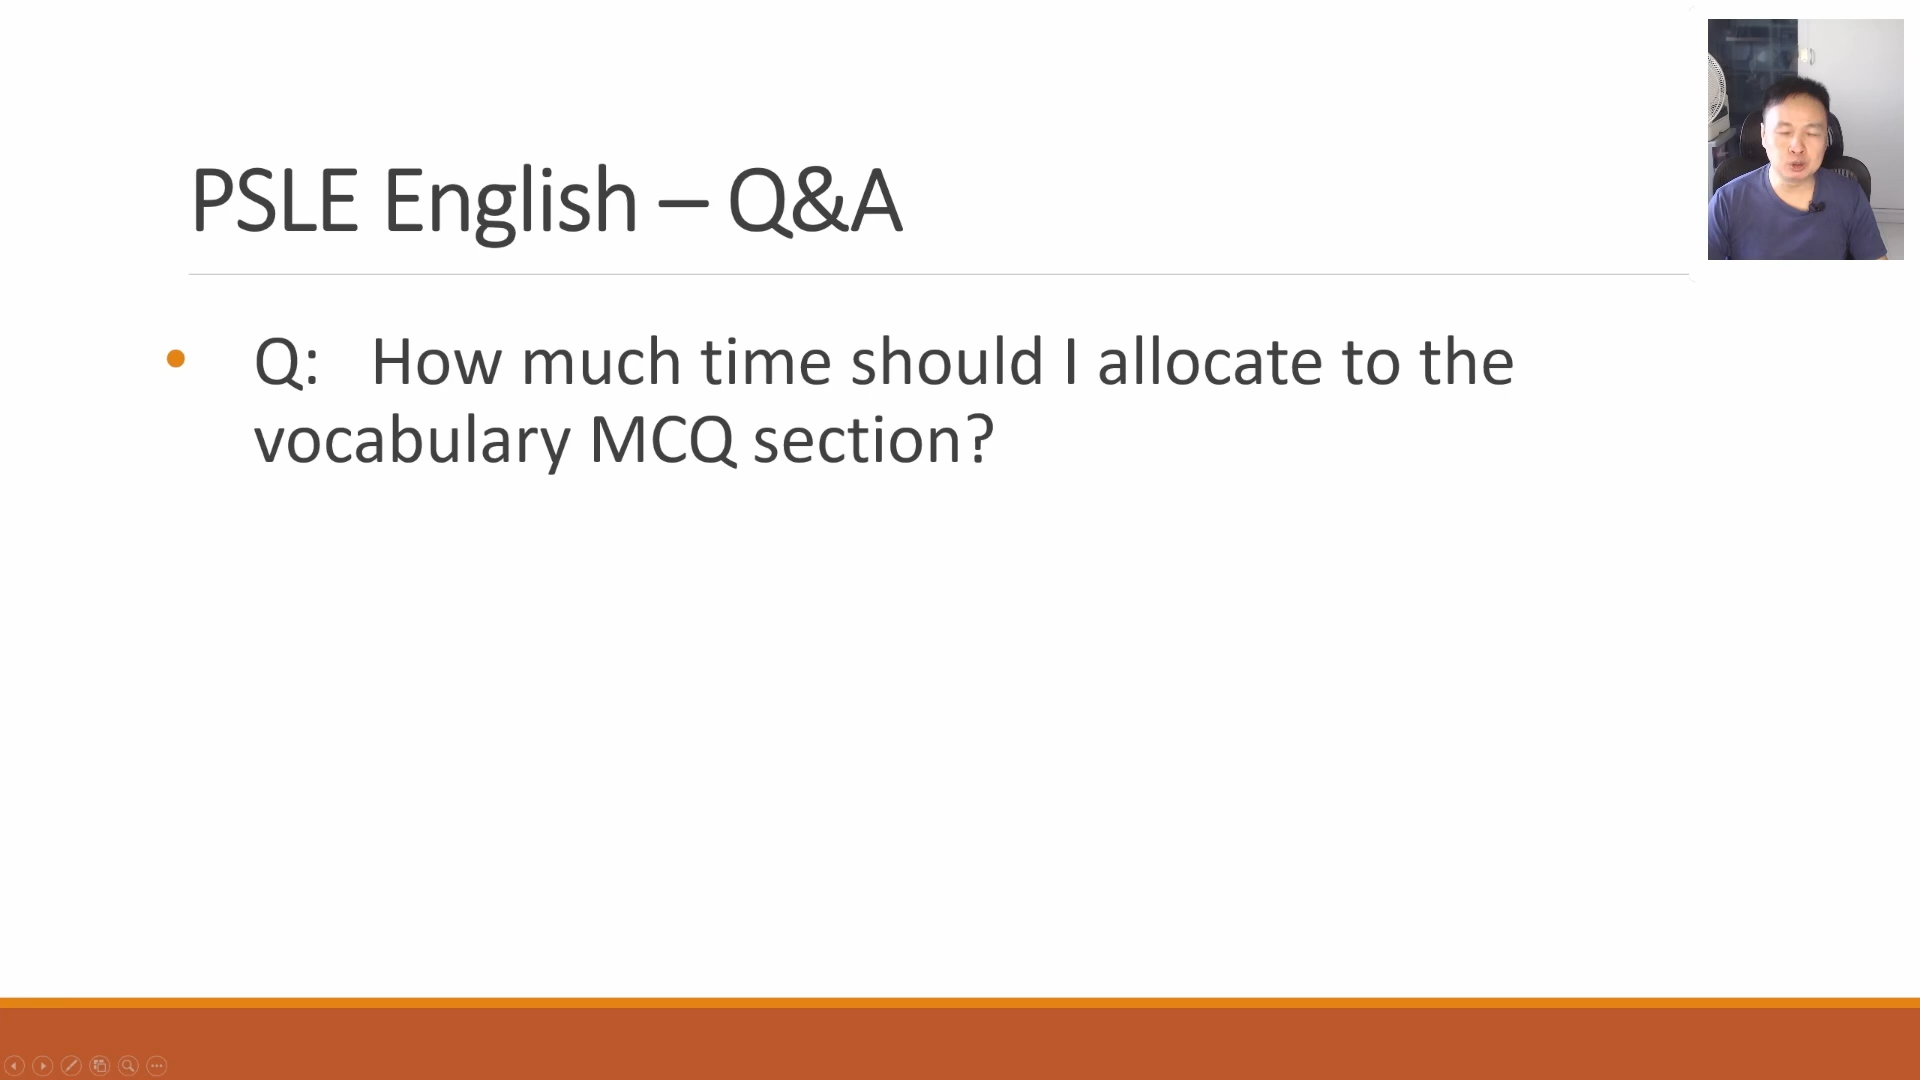 PSLE English – Q&A
• Q: How much time should I allocate to the
vocabulary MCQ section?